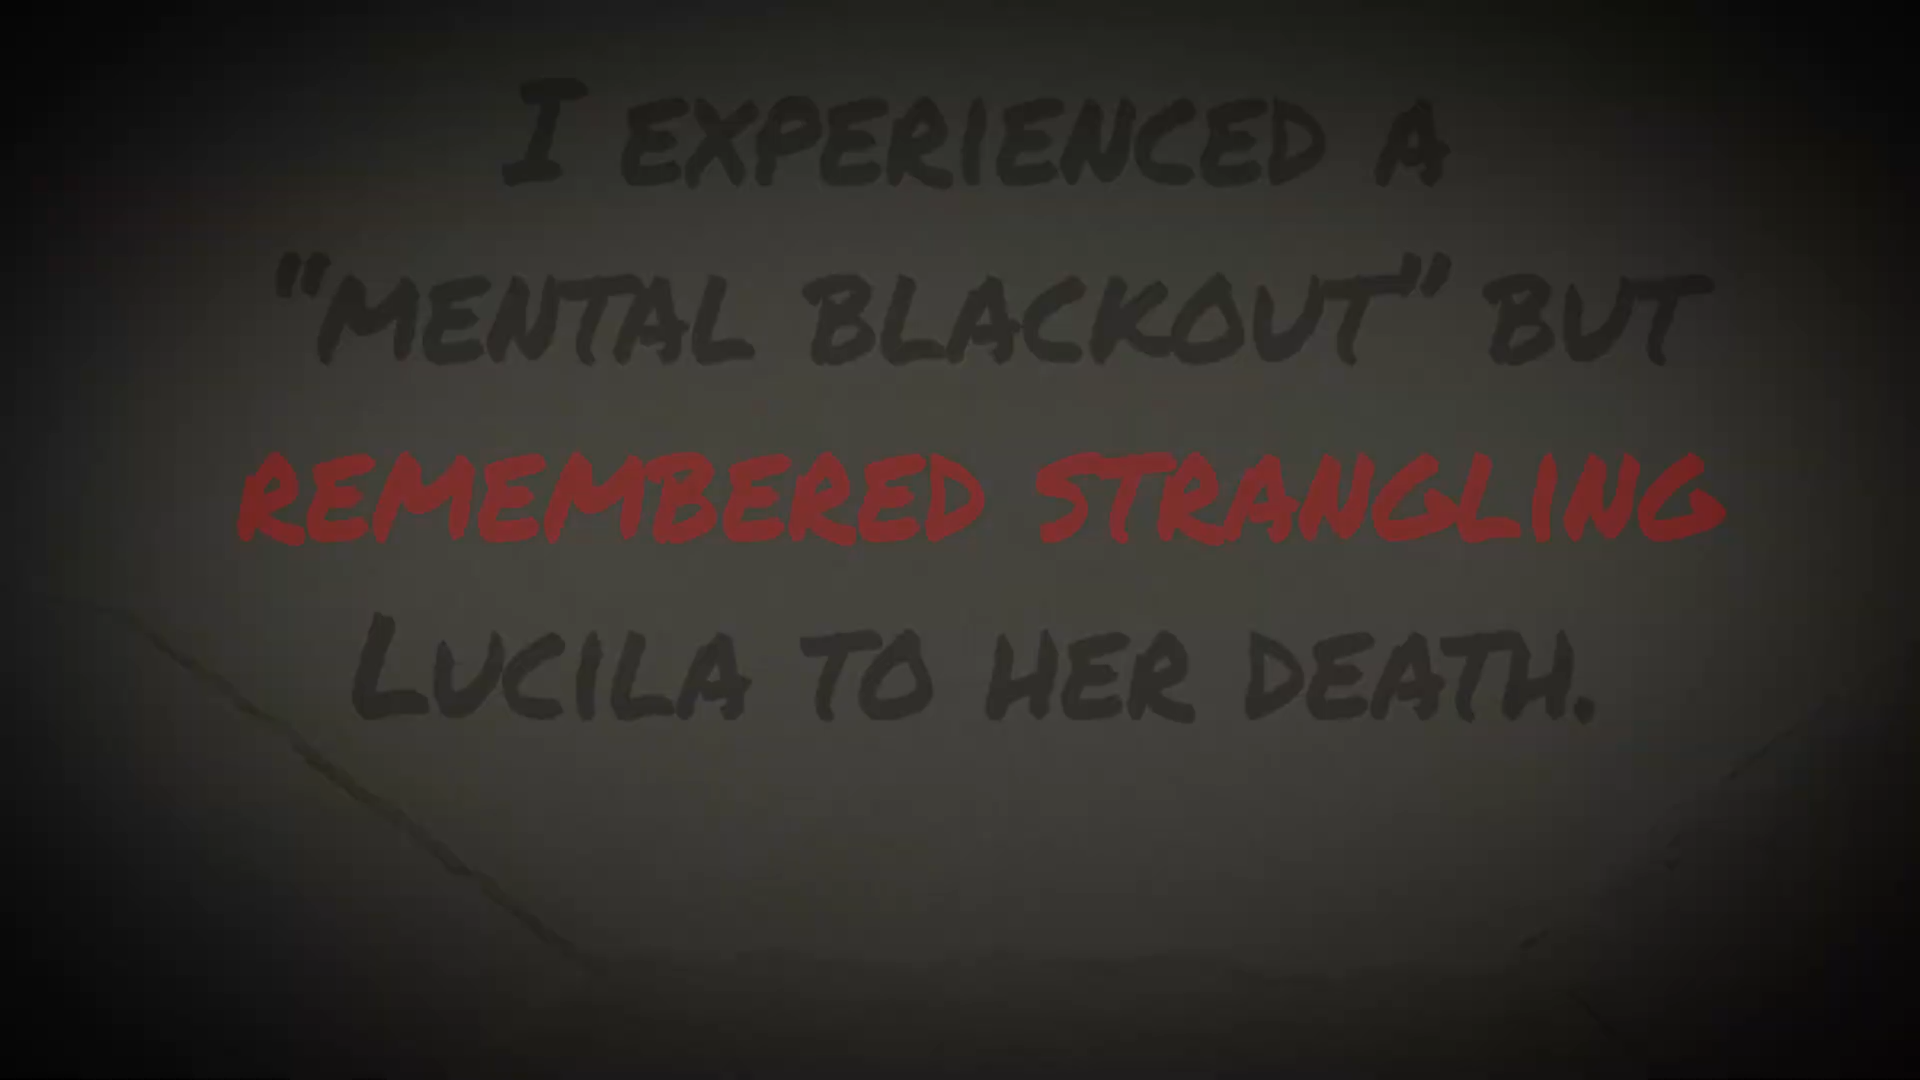 I EXPERIENCED A
"MENTAL BLACKOUT" BUT
REMEMBERED STRANGLING
LUCILA TO HER DEATH.